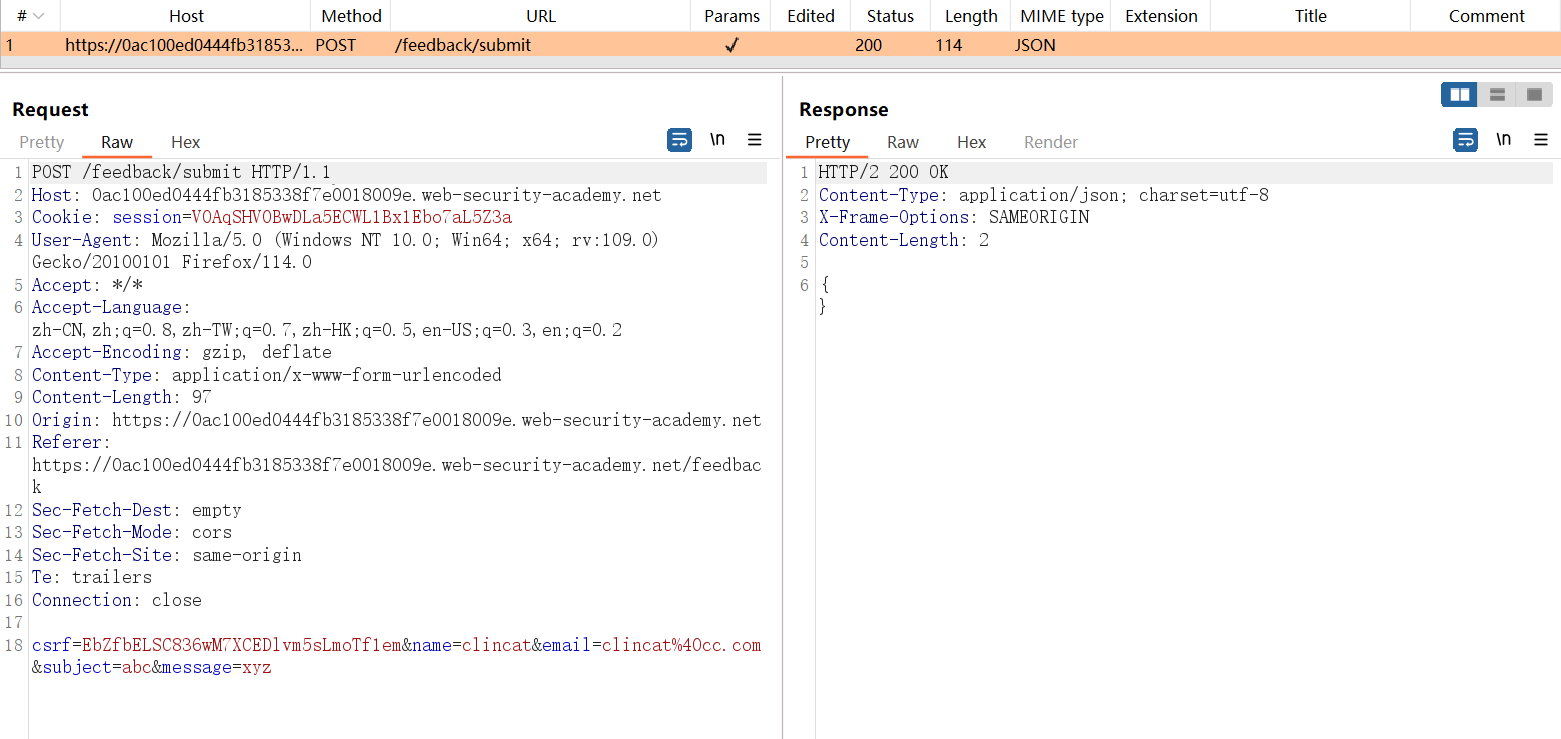 # Host Method URL Params Edited Status Length MIME type Extension Title Comment
1 https://0ac100ed0444fb31853... POST /feedback/submit ✓ 200 114 JSON
Request
Pretty Raw Hex
\n
1 POST /feedback/submit HTTP/1.1
2 Host: 0ac100ed0444fb3185338f7e0018009e.web-security-academy.net
3 Cookie: session=VOAqSHVOBwDLa5ECWL1Bx1Ebo7aL5Z3a
4 User-Agent: Mozilla/5.0 (Windows NT 10.0; Win64; x64; rv:109.0)
Gecko/20100101 Firefox/114.0
5 Accept: */*
6 Accept-Language:
zh-CN,zh;q=0.8,zh-TW;q=0.7,zh-HK;q=0.5,en-US;q=0.3,en;q=0.2
7 Accept-Encoding: gzip, deflate
8 Content-Type: application/x-www-form-urlencoded
9 Content-Length: 97
10 Origin: https://0ac100ed0444fb3185338f7e0018009e.web-security-academy.net
11 Referer:
https://0ac100ed0444fb3185338f7e0018009e.web-security-academy.net/feedbac
k
12 Sec-Fetch-Dest: empty
13 Sec-Fetch-Mode: cors
14 Sec-Fetch-Site: same-origin
15 Te: trailers
16 Connection: close
17
18 csrf=EbZfbELSC836wM7XCEDlvm5sLmoTf1em&name=clincat&email=clincat%40cc.com
&subject=abc&message=xyz
Response
Pretty Raw Hex Render
\n
1 HTTP/2 200 OK
2 Content-Type: application/json; charset=utf-8
3 X-Frame-Options: SAMEORIGIN
4 Content-Length: 2
5
6 {
}